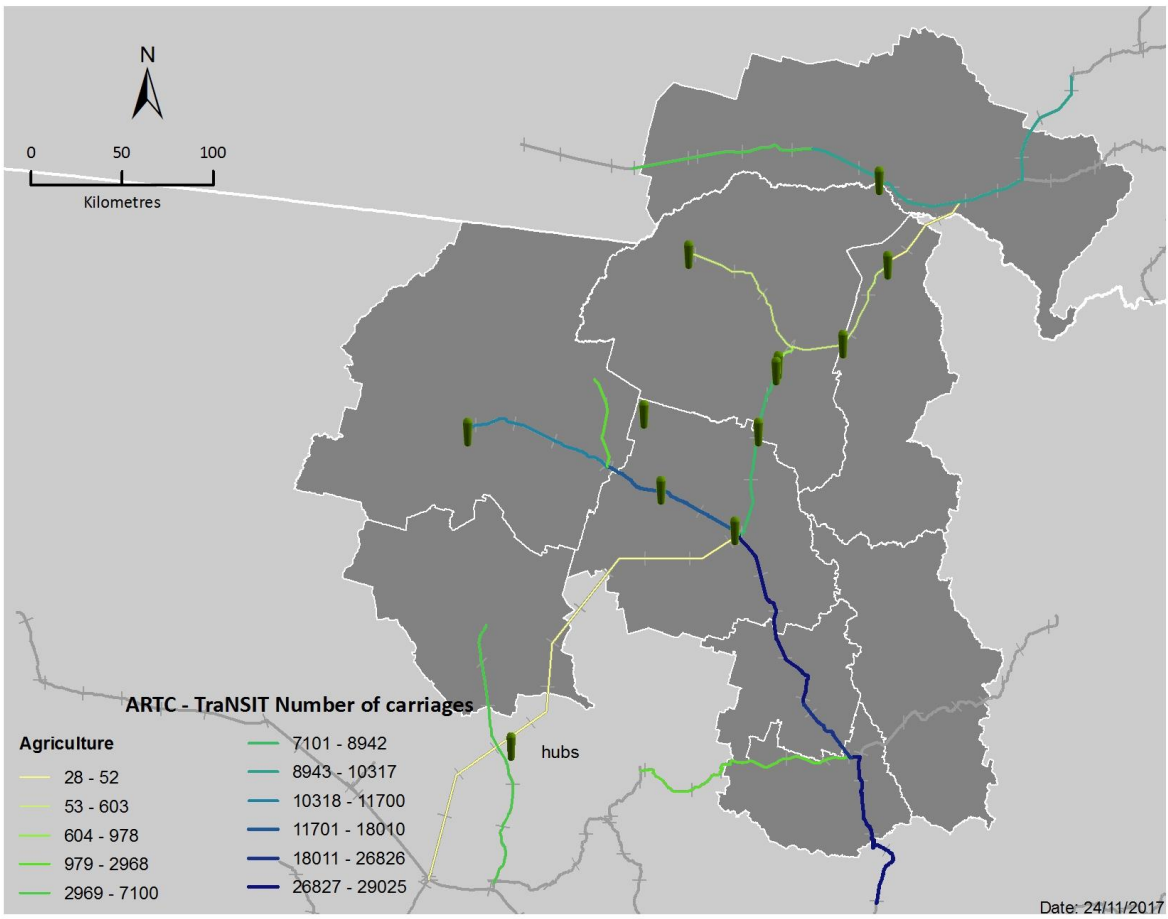 N
0 50 100
Kilometres
ARTC - TraNSIT Number of carriages
Agriculture
28 - 52
53 - 603
604 - 978
979 - 2968
2969 - 7100
7101 - 8942
8943 - 10317
10318 - 11700
11701 - 18010
18011 - 26826
26827 - 29025
hubs
Date: 24/11/2017